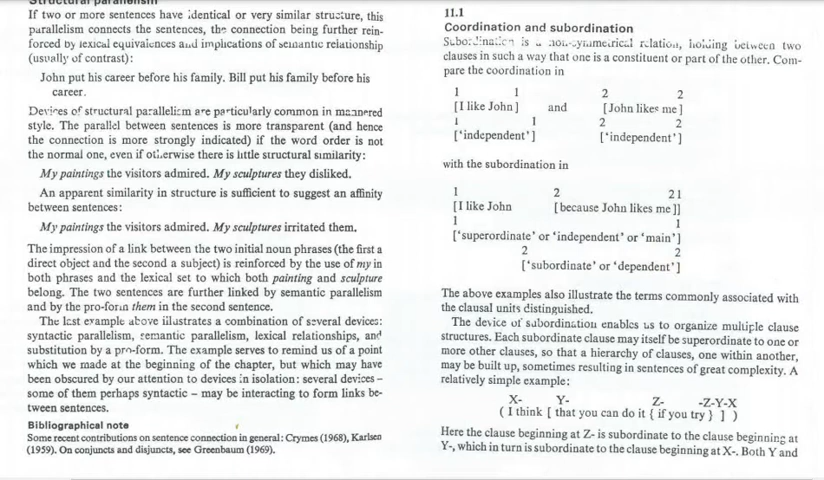 Structural parallelism
If two or more sentences have identical or very similar structure, this
parallelism connects the sentences, the connection being further rein-
forced by lexical equivalences and implications of semantic relationship
(usually of contrast):
John put his career before his family. Bill put his family before his
career.
Devices of structural parallelism are particularly common in mannered
style. The parallel between sentences is more transparent (and hence
the connection is more strongly indicated) if the word order is not
the normal one, even if otherwise there is little structural similarity:
My paintings the visitors admired. My sculptures they disliked.
An apparent similarity in structure is sufficient to suggest an affinity
between sentences:
My paintings the visitors admired. My sculptures irritated them.
The impression of a link between the two initial noun phrases (the first a
direct object and the second a subject) is reinforced by the use of my in
both phrases and the lexical set to which both painting and sculpture
belong. The two sentences are further linked by semantic parallelism
and by the pro-form them in the second sentence.
The last example above illustrates a combination of several devices:
syntactic parallelism, semantic parallelism, lexical relationships, and
substitution by a pro-form. The example serves to remind us of a point
which we made at the beginning of the chapter, but which may have
been obscured by our attention to devices in isolation: several devices –
some of them perhaps syntactic – may be interacting to form links be-
tween sentences.
Bibliographical note
Some recent contributions on sentence connection in general: Crymes (1968), Karlsen
(1959). On conjuncts and disjuncts, see Greenbaum (1969).
11.1
Coordination and subordination
Subordination is a non-symmetrical relation, holding between two
clauses in such a way that one is a constituent or part of the other. Com-
pare the coordination in
1 1 2 2
[I like John] and [John likes me]
1 1 2 2
['independent'] ['independent']
with the subordination in
1 2 2 1
[I like John [because John likes me]]
1 1
['superordinate' or 'independent' or 'main']
2 2
['subordinate' or 'dependent']
The above examples also illustrate the terms commonly associated with
the clausal units distinguished.
The device of subordination enables us to organize multiple clause
structures. Each subordinate clause may itself be superordinate to one or
more other clauses, so that a hierarchy of clauses, one within another,
may be built up, sometimes resulting in sentences of great complexity. A
relatively simple example:
X- Y- Z- -Z-Y-X
( I think [ that you can do it { if you try } ] )
Here the clause beginning at Z- is subordinate to the clause beginning at
Y-, which in turn is subordinate to the clause beginning at X-. Both Y and